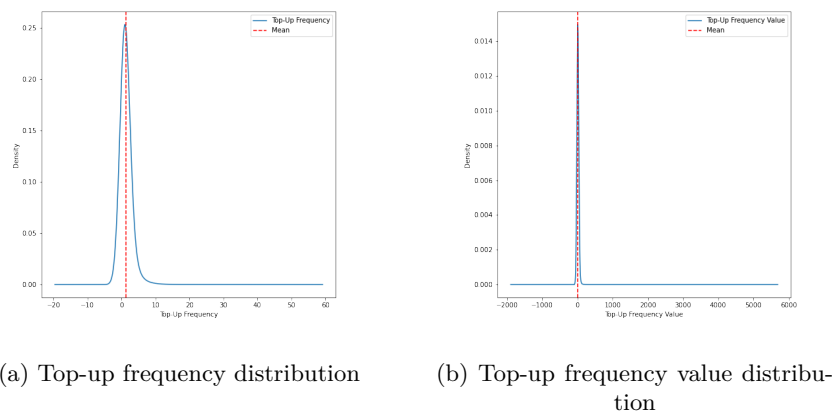 Top-Up Frequency
Mean
0.25
0.20
0.15
0.10
0.05
0.00
Density
−20 −10 0 10 20 30 40 50 60
Top-Up Frequency
Top-Up Frequency Value
Mean
0.014
0.012
0.010
0.008
0.006
0.004
0.002
0.000
Density
−2000 −1000 0 1000 2000 3000 4000 5000 6000
Top-Up Frequency Value
a) Top-up frequency distribution
(b) Top-up frequency value distribu-
tion